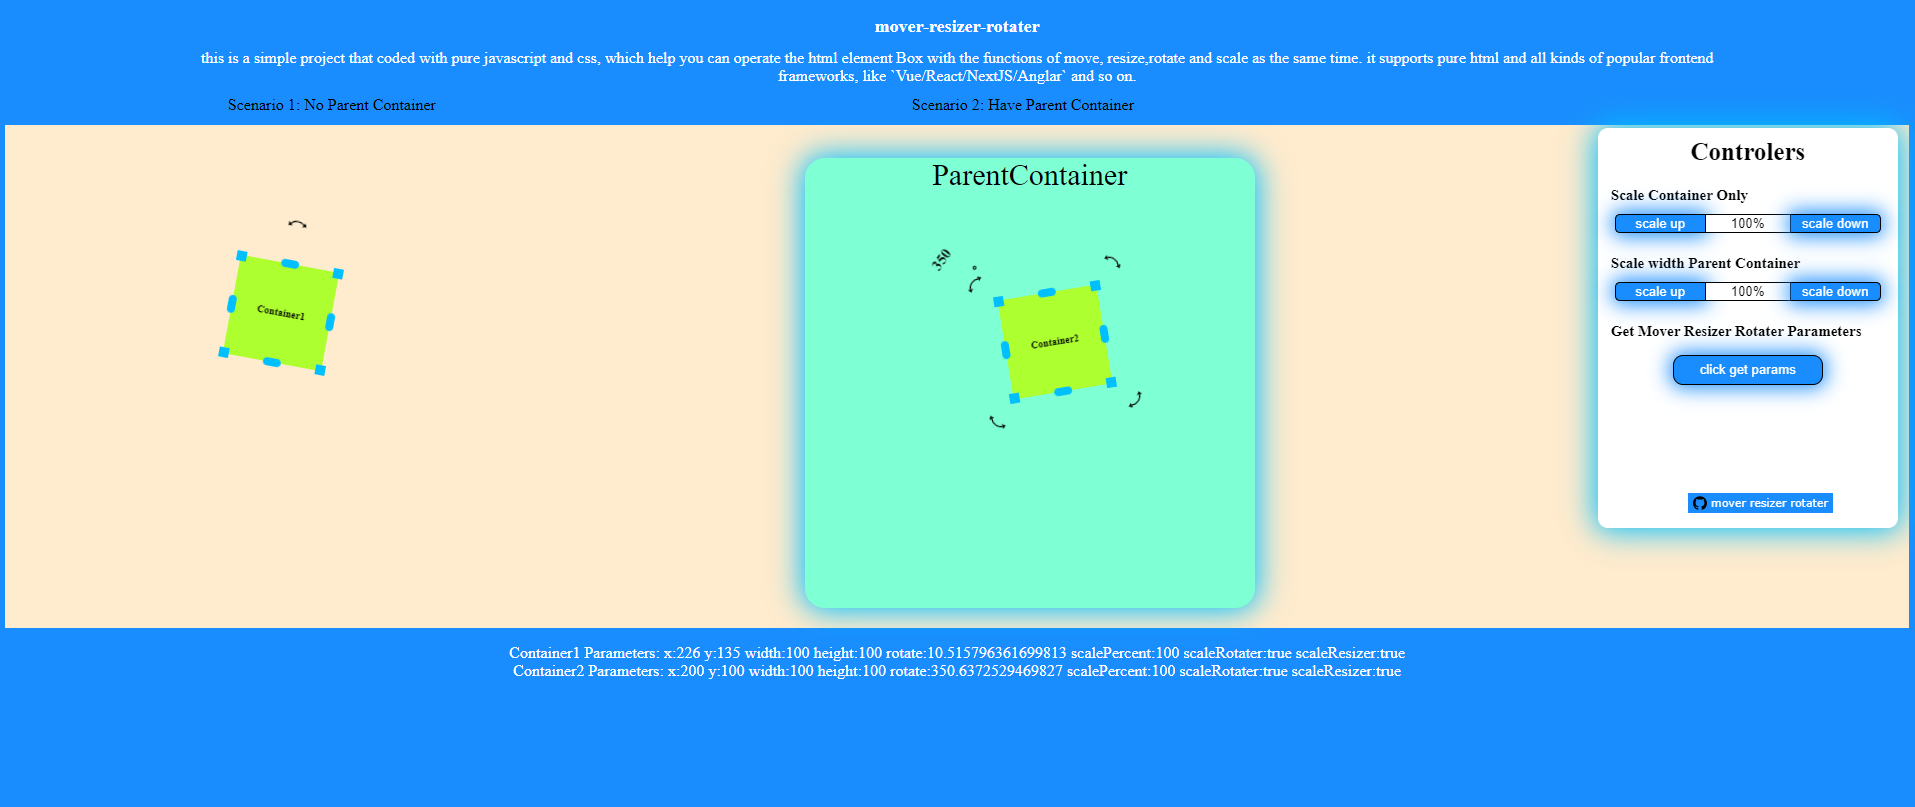 mover-resizer-rotater
this is a simple project that coded with pure javascript and css, which help you can operate the html element Box with the functions of move, resize,rotate and scale as the same time. it supports pure html and all kinds of popular frontend
frameworks, like `Vue/React/NextJS/Anglar` and so on.
Scenario 1: No Parent Container
Scenario 2: Have Parent Container
Container1
ParentContainer
350
°
Container2
Controlers
Scale Container Only
scale up 100% scale down
Scale width Parent Container
scale up 100% scale down
Get Mover Resizer Rotater Parameters
click get params
mover resizer rotater
Container1 Parameters: x:226 y:135 width:100 height:100 rotate:10.515796361699813 scalePercent:100 scaleRotater:true scaleResizer:true
Container2 Parameters: x:200 y:100 width:100 height:100 rotate:350.6372529469827 scalePercent:100 scaleRotater:true scaleResizer:true